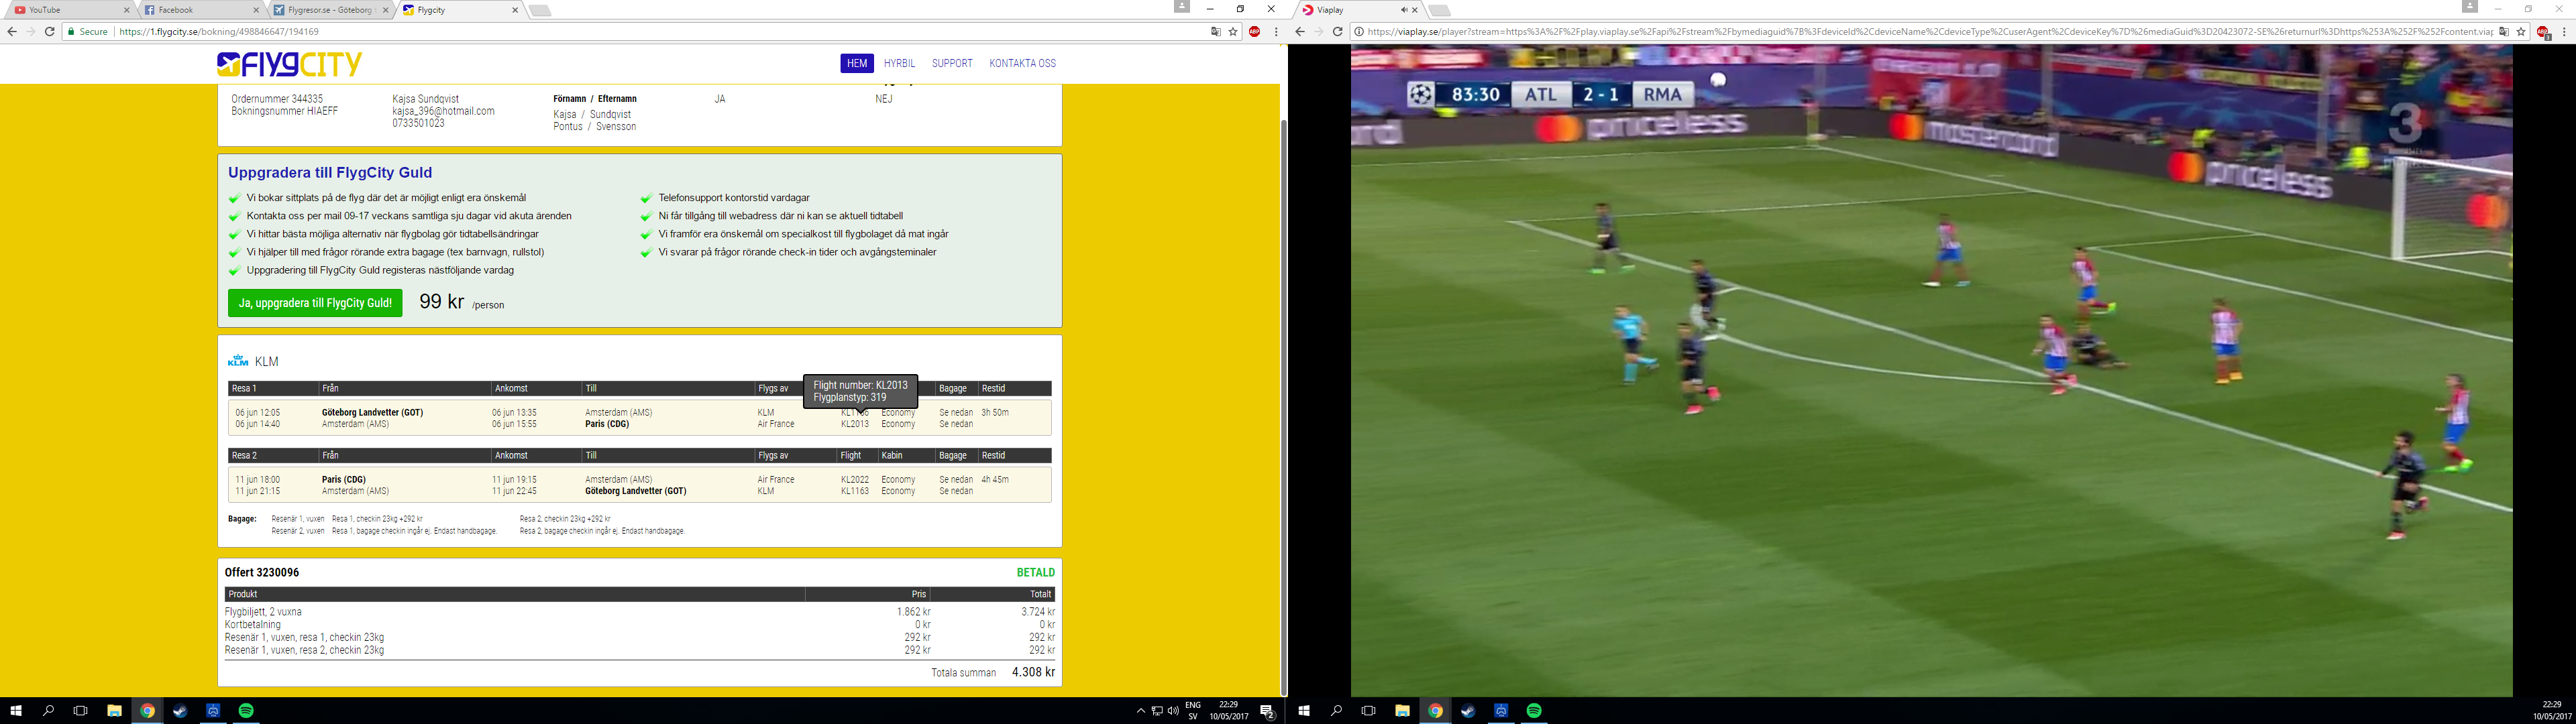 YouTube
Facebook
Flygresor.se - Göteborg
Flygcity
Secure https://1.flygcity.se/bokning/498846647/194169
FLYGCITY
HEM HYRBIL SUPPORT KONTAKTA OSS
Ordernummer 344335
Bokningsnummer HIAEFF
Kajsa Sundqvist
kajsa_396@hotmail.com
0733501023
Förnamn / Efternamn
Kajsa / Sundqvist
Pontus / Svensson
JA
NEJ
Uppgradera till FlygCity Guld
Vi bokar sittplats på de flyg där det är möjligt enligt era önskemål
Kontakta oss per mail 09-17 veckans samtliga sju dagar vid akuta ärenden
Vi hittar bästa möjliga alternativ när flygbolag gör tidtabellsändringar
Vi hjälper till med frågor rörande extra bagage (tex barnvagn, rullstol)
Uppgradering till FlygCity Guld registeras nästföljande vardag
Telefonsupport kontorstid vardagar
Ni får tillgång till webadress där ni kan se aktuell tidtabell
Vi framför era önskemål om specialkost till flygbolaget då mat ingår
Vi svarar på frågor rörande check-in tider och avgångsteminaler
Ja, uppgradera till FlygCity Guld! 99 kr /person
KLM KLM
Flight number: KL2013
Flygplanstyp: 319
Resa 1 Från Ankomst Till Flygs av Bagage Restid
06 jun 12:05 Göteborg Landvetter (GOT) 06 jun 13:35 Amsterdam (AMS) KLM Economy Se nedan 3h 50m
06 jun 14:40 Amsterdam (AMS) 06 jun 15:55 Paris (CDG) Air France KL2013 Economy Se nedan
Resa 2 Från Ankomst Till Flygs av Flight Kabin Bagage Restid
11 jun 18:00 Paris (CDG) 11 jun 19:15 Amsterdam (AMS) Air France KL2022 Economy Se nedan 4h 45m
11 jun 21:15 Amsterdam (AMS) 11 jun 22:45 Göteborg Landvetter (GOT) KLM KL1163 Economy Se nedan
Bagage: Resenär 1, vuxen Resa 1, checkin 23kg +292 kr Resa 2, checkin 23kg +292 kr
Resenär 2, vuxen Resa 1, bagage checkin ingår ej. Endast handbagage. Resa 2, bagage checkin ingår ej. Endast handbagage.
Offert 3230096 BETALD
Produkt Pris Totalt
Flygbiljett, 2 vuxna 1.862 kr 3.724 kr
Kortbetalning 0 kr 0 kr
Resenär 1, vuxen, resa 1, checkin 23kg 292 kr 292 kr
Resenär 1, vuxen, resa 2, checkin 23kg 292 kr 292 kr
Totala summan 4.308 kr
ENG
SV
22:29
10/05/2017
2
Viaplay
https://viaplay.se/player?stream=https%3A%2F%2Fplay.viaplay.se%2Fapi%2Fstream%2Fbymediaguid%7B%3FdeviceId%2CdeviceName%2CdeviceType%2CuserAgent%2CdeviceKey%7D%26mediaGuid%3D20423072-SE%26returnurl%3Dhttps%253A%252F%252Fcontent.viap
83:30 ATL 2 - 1 RMA
3
priceless
mastercard
priceless
22:29
10/05/2017